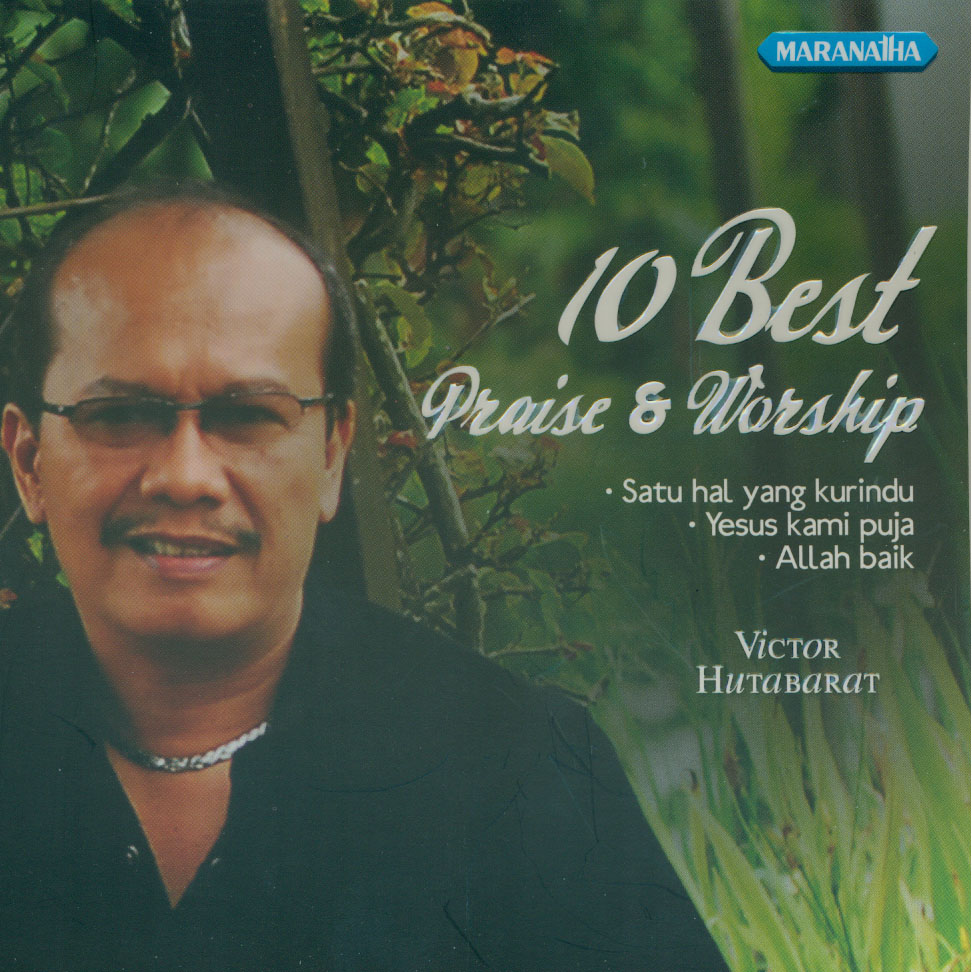 MARANATHA
10 Best
Praise & Worship
• Satu hal yang kurindu
• Yesus kami puja
• Allah baik
VICTOR
HUTABARAT